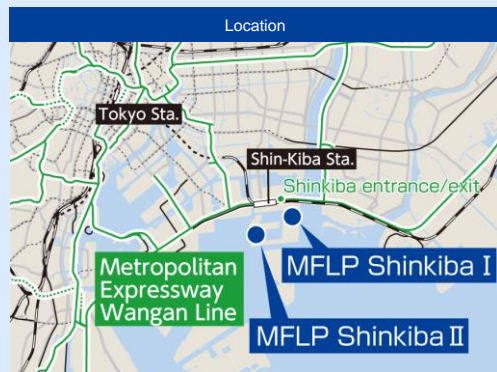 Location
Tokyo Sta.
Shin-Kiba Sta.
Shinkiba entrance/exit
MFLP Shinkiba Ⅰ
Metropolitan
Expressway
Wangan Line
MFLP Shinkiba Ⅱ